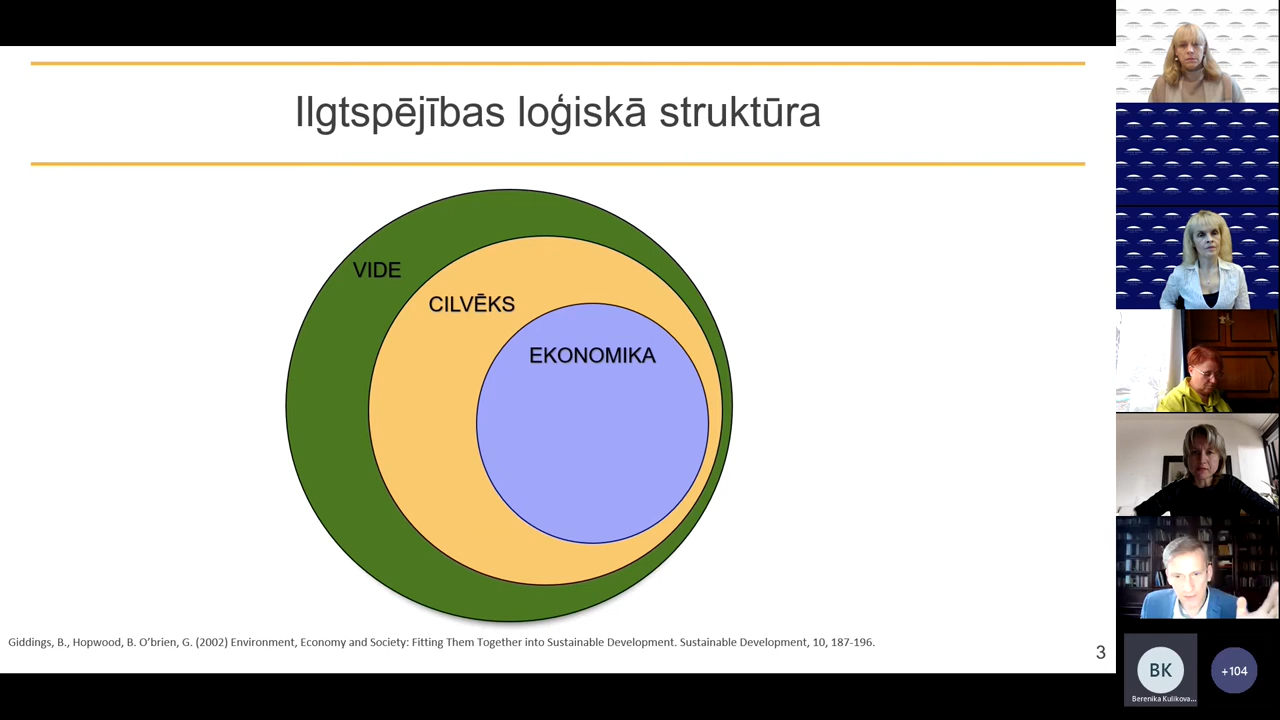 Ilgtspējības loģiskā struktūra
VIDE
CILVĒKS
EKONOMIKA
Giddings, B., Hopwood, B. O’brien, G. (2002) Environment, Economy and Society: Fitting Them Together into Sustainable Development. Sustainable Development, 10, 187-196.
3
BK
+104
Berenika Kulikova...